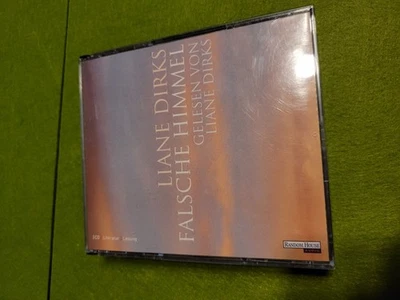 LIANE DIRKS
FALSCHE HIMMEL
GELESEN VON
LIANE DIRKS
RANDOM HOUSE